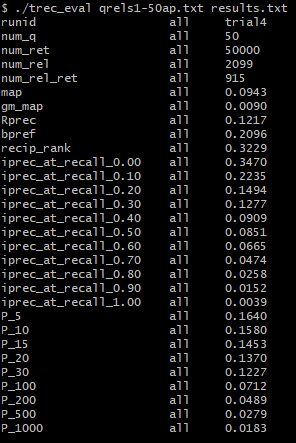 $ ./trec_eval qrels1-50ap.txt results.txt
runid all trial4
num_q all 50
num_ret all 50000
num_rel all 2099
num_rel_ret all 915
map all 0.0943
gm_map all 0.0090
Rprec all 0.1217
bpref all 0.2096
recip_rank all 0.3229
iprec_at_recall_0.00 all 0.3470
iprec_at_recall_0.10 all 0.2235
iprec_at_recall_0.20 all 0.1494
iprec_at_recall_0.30 all 0.1277
iprec_at_recall_0.40 all 0.0909
iprec_at_recall_0.50 all 0.0851
iprec_at_recall_0.60 all 0.0665
iprec_at_recall_0.70 all 0.0474
iprec_at_recall_0.80 all 0.0258
iprec_at_recall_0.90 all 0.0152
iprec_at_recall_1.00 all 0.0039
P_5 all 0.1640
P_10 all 0.1580
P_15 all 0.1453
P_20 all 0.1370
P_30 all 0.1227
P_100 all 0.0712
P_200 all 0.0489
P_500 all 0.0279
P_1000 all 0.0183